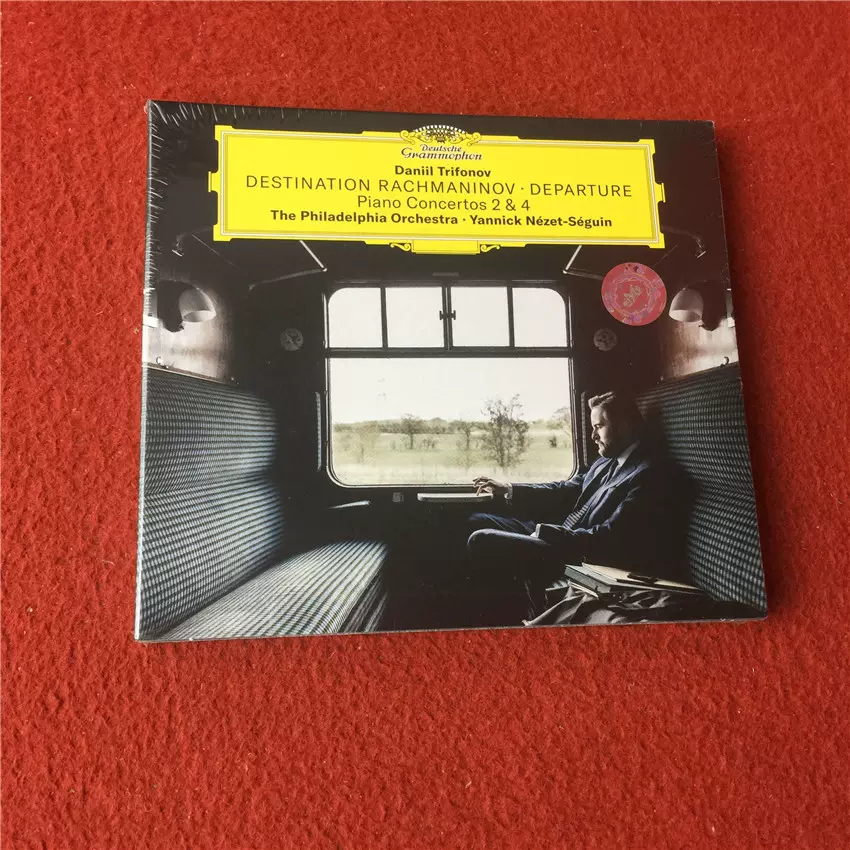 Deutsche
Grammophon
Daniil Trifonov
DESTINATION RACHMANINOV · DEPARTURE
Piano Concertos 2 & 4
The Philadelphia Orchestra · Yannick Nézet-Séguin